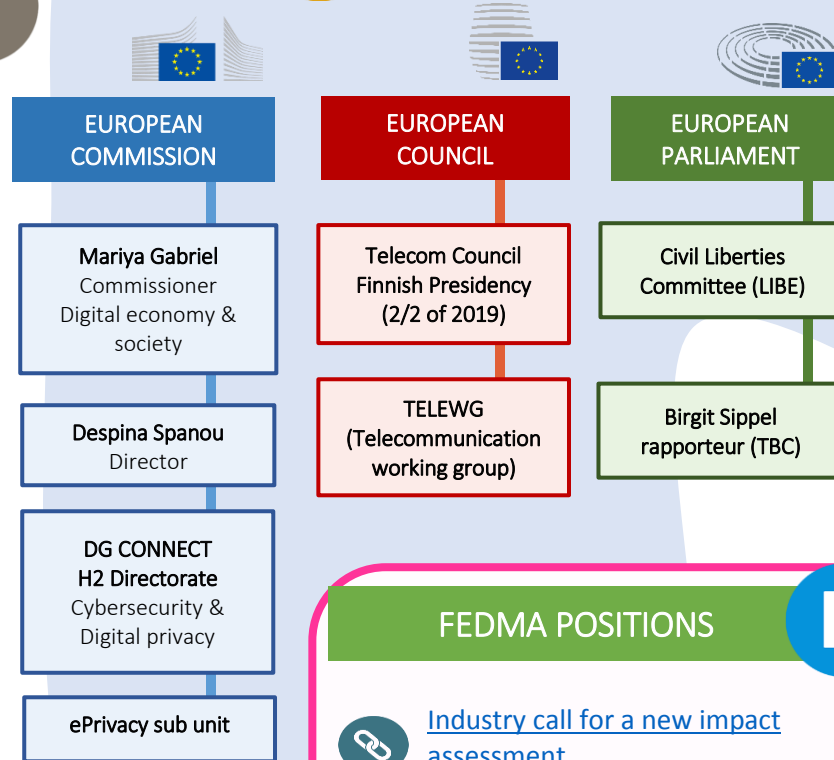 EUROPEAN
COMMISSION
Mariya Gabriel
Commissioner
Digital economy &
society
Despina Spanou
Director
DG CONNECT
H2 Directorate
Cybersecurity &
Digital privacy
ePrivacy sub unit
EUROPEAN
COUNCIL
Telecom Council
Finnish Presidency
(2/2 of 2019)
TELEWG
(Telecommunication
working group)
EUROPEAN
PARLIAMENT
Civil Liberties
Committee (LIBE)
Birgit Sippel
rapporteur (TBC)
FEDMA POSITIONS
Industry call for a new impact
assessment